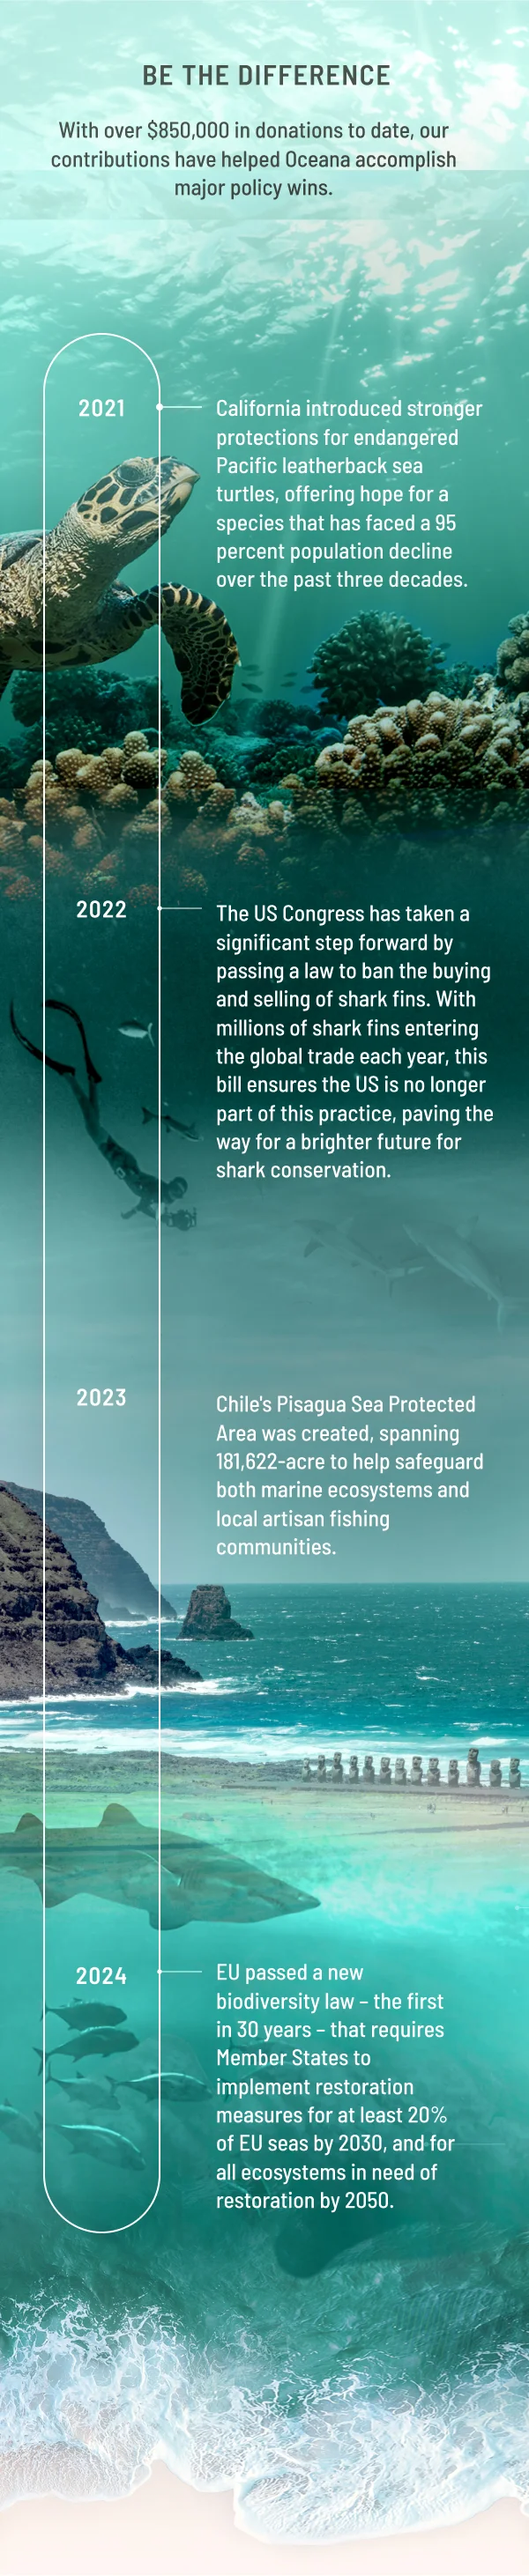 BE THE DIFFERENCE
With over $850,000 in donations to date, our
contributions have helped Oceana accomplish
major policy wins.
2021
California introduced stronger
protections for endangered
Pacific leatherback sea
turtles, offering hope for a
species that has faced a 95
percent population decline
over the past three decades.
2022
The US Congress has taken a
significant step forward by
passing a law to ban the buying
and selling of shark fins. With
millions of shark fins entering
the global trade each year, this
bill ensures the US is no longer
part of this practice, paving the
way for a brighter future for
shark conservation.
2023
Chile's Pisagua Sea Protected
Area was created, spanning
181,622-acre to help safeguard
both marine ecosystems and
local artisan fishing
communities.
2024
EU passed a new
biodiversity law – the first
in 30 years – that requires
Member States to
implement restoration
measures for at least 20%
of EU seas by 2030, and for
all ecosystems in need of
restoration by 2050.